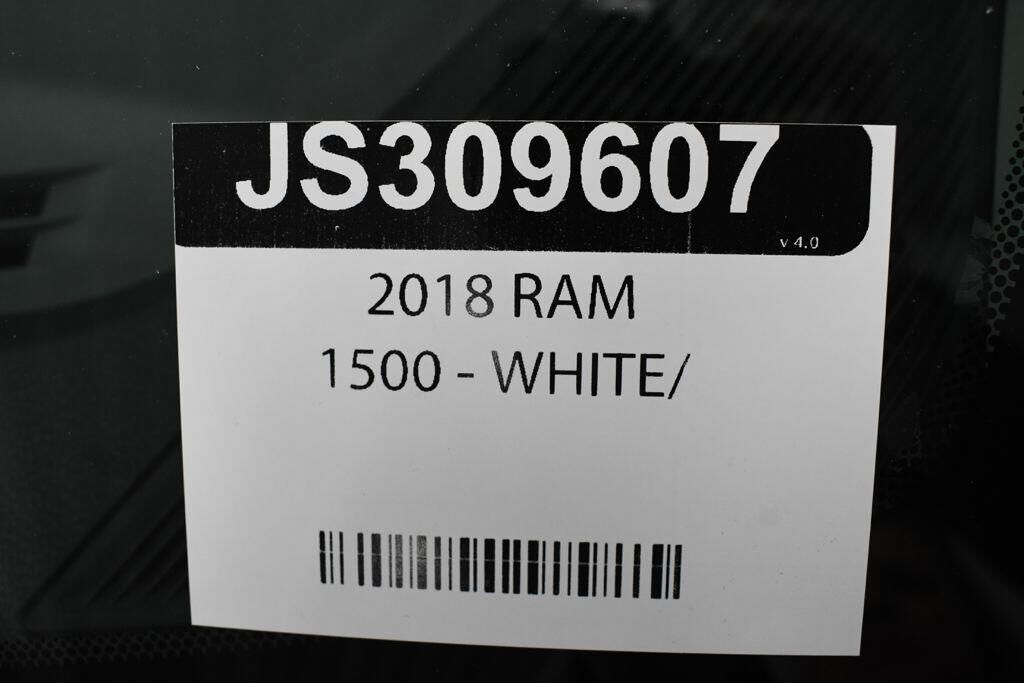 JS309607
v 4.0
2018 RAM
1500 - WHITE/